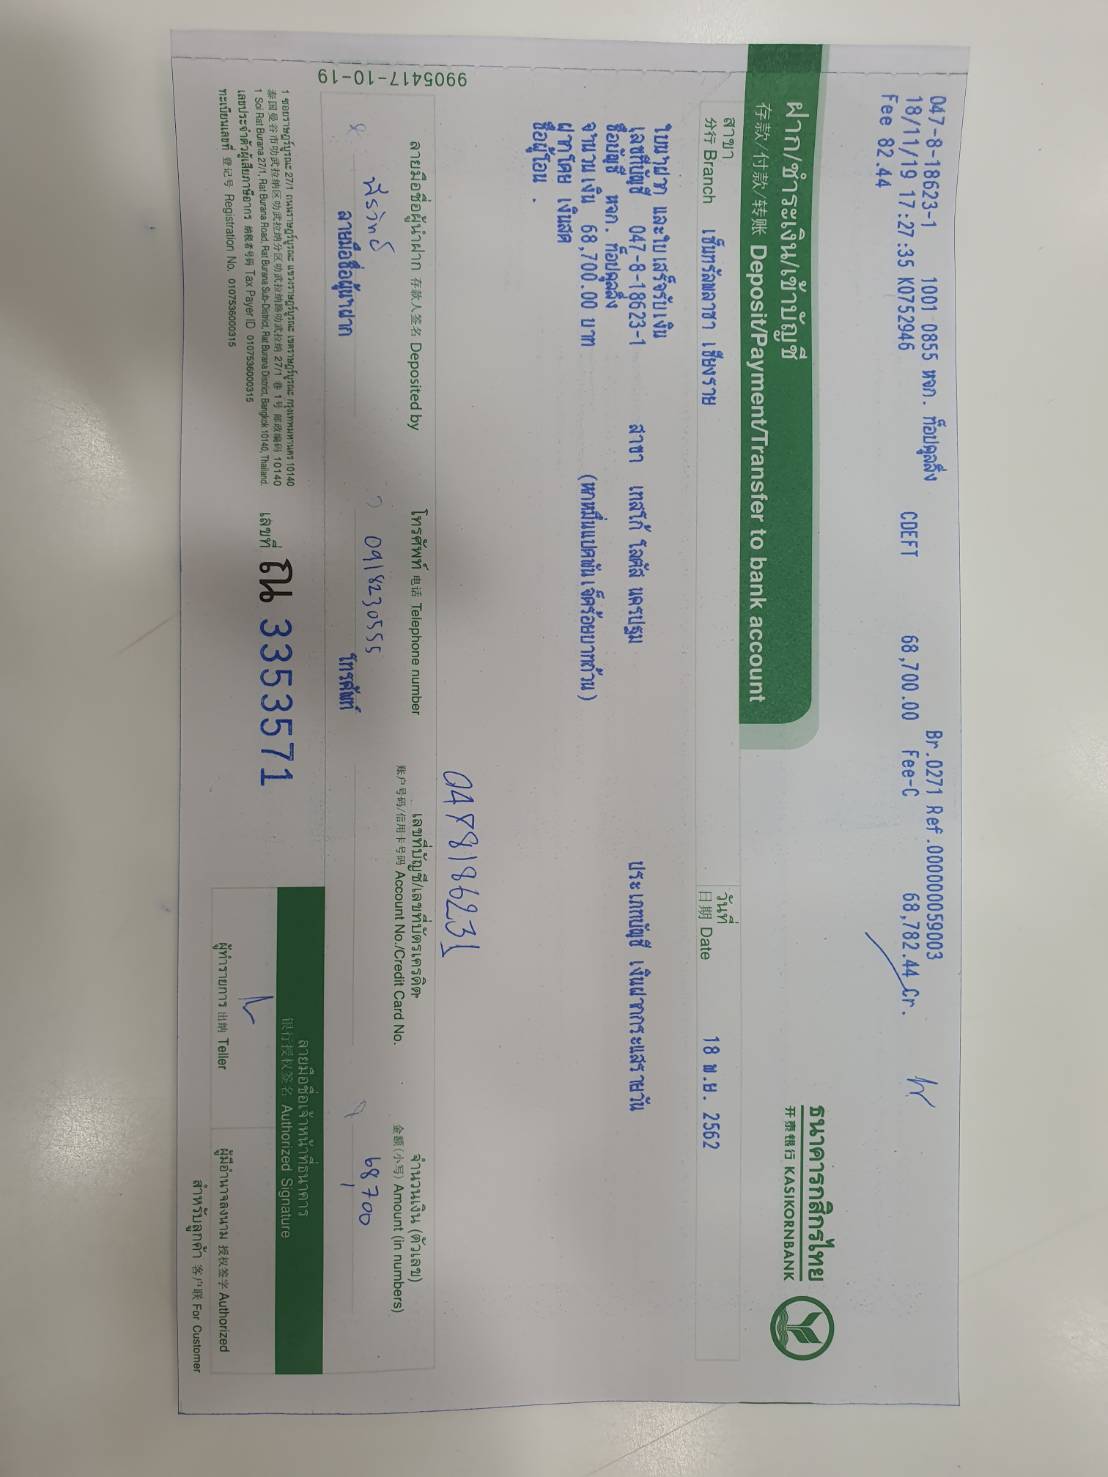 047-8-18623-1 1001 0855 หจก. ท็อปคูลลิ่ง Br.0271 Ref.000000059003
18/11/19 17:27:35 K0752946 CDEFT 68,700.00 Fee-C 68,782.44 Cr.
Fee 82.44
ธนาคารกสิกรไทย
开泰银行 KASIKORNBANK
ฝาก/ชำระเงิน/เข้าบัญชี
存款/付款/转账 Deposit/Payment/Transfer to bank account
สาขา
分行 Branch เซ็นทรัลพลาซา เชียงราย
วันที่
日期 Date 18 พ.ย. 2562
ใบนำฝาก และใบเสร็จรับเงิน
เลขที่บัญชี 047-8-18623-1 สาขา เทสโก้ โลตัส นครปฐม ประเภทบัญชี เงินฝากกระแสรายวัน
ชื่อบัญชี หจก. ท็อปคูลลิ่ง
จำนวนเงิน 68,700.00 บาท (หกหมื่นแปดพันเจ็ดร้อยบาทถ้วน)
ฝากโดย เงินสด
ชื่อผู้โอน .
0478186231
9905417-10-19
ลายมือชื่อผู้นำฝาก 存款人签名 Deposited by
โทรศัพท์ 电话 Telephone number
เลขที่บัญชี/เลขที่บัตรเครดิต
账户号码/信用卡号码 Account No./Credit Card No.
จำนวนเงิน (ตัวเลข)
金额(小写) Amount (in numbers)
0918230555
68,700
ลายมือชื่อผู้นำฝาก โทรศัพท์
1 ซอยราษฎร์บูรณะ 27/1 ถนนราษฎร์บูรณะ แขวงราษฎร์บูรณะ เขตราษฎร์บูรณะ กรุงเทพมหานคร 10140
泰国曼谷市叻武拉纳区叻武拉纳分区叻武拉纳路叻武拉纳 27/1 巷 1 号 邮政编码 10140
1 Soi Rat Burana 27/1, Rat Burana Road, Rat Burana Sub-District, Rat Burana District, Bangkok 10140, Thailand.
เลขประจำตัวผู้เสียภาษีอากร 纳税者号码 Tax Payer ID 0107536000315
ทะเบียนเลขที่ 登记号 Registration No. 0107536000315
เลขที่ ถน 3353571
ลายมือชื่อเจ้าหน้าที่ธนาคาร
银行授权签名 Authorized Signature
ผู้ทำรายการ 出纳 Teller
ผู้มีอำนาจลงนาม 授权签字 Authorized
สำหรับลูกค้า 客户联 For Customer